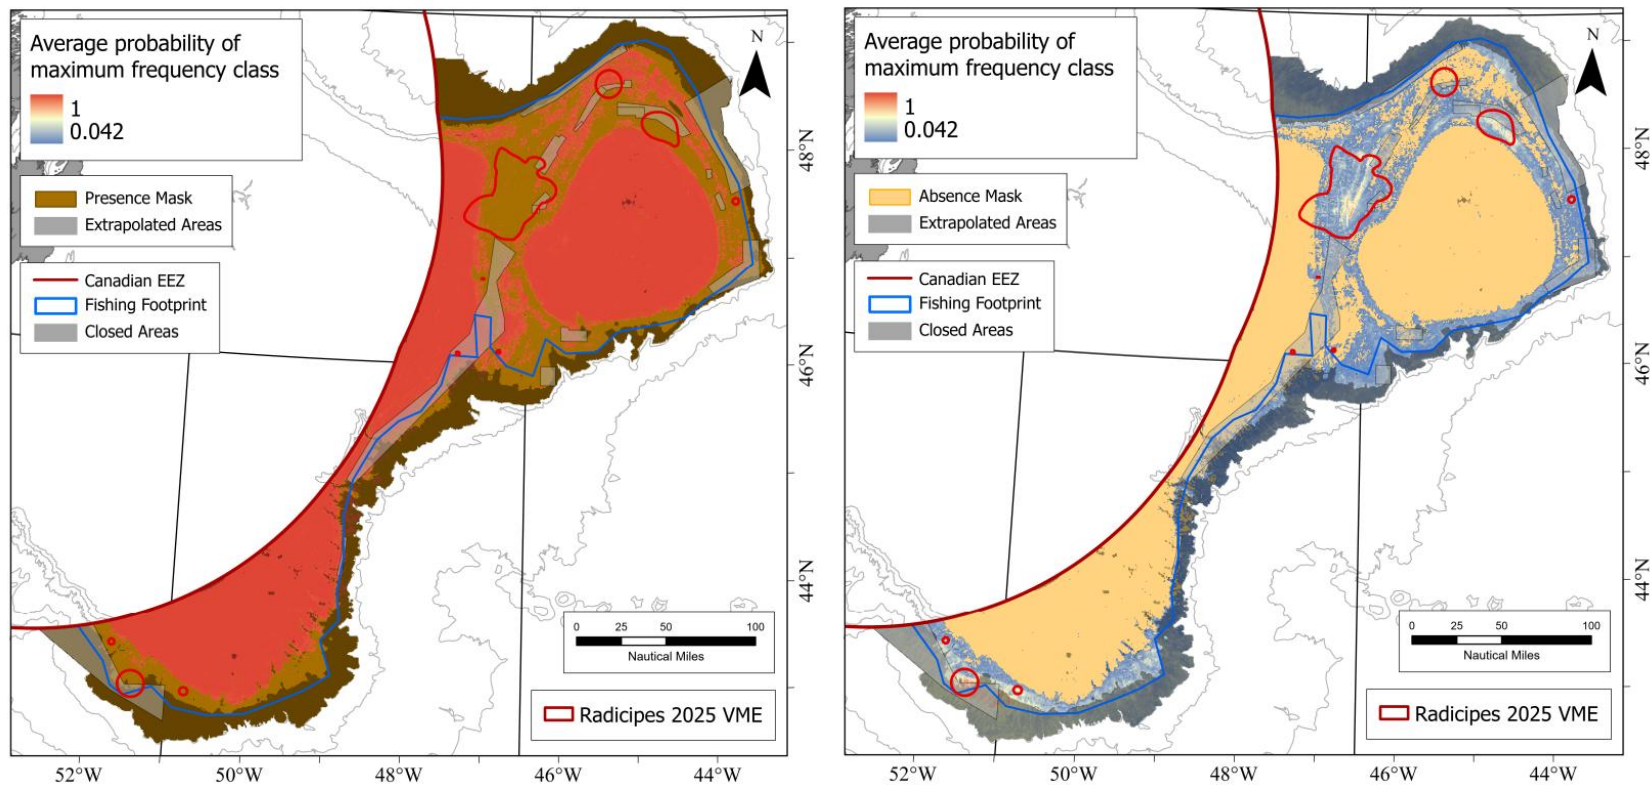 Average probability of
maximum frequency class
1
0.042
Presence Mask
Extrapolated Areas
Canadian EEZ
Fishing Footprint
Closed Areas
N
48°N
46°N
44°N
0 25 50 100
Nautical Miles
Radicipes 2025 VME
52°W 50°W 48°W 46°W 44°W
Average probability of
maximum frequency class
1
0.042
Absence Mask
Extrapolated Areas
Canadian EEZ
Fishing Footprint
Closed Areas
N
48°N
46°N
44°N
0 25 50 100
Nautical Miles
Radicipes 2025 VME
52°W 50°W 48°W 46°W 44°W